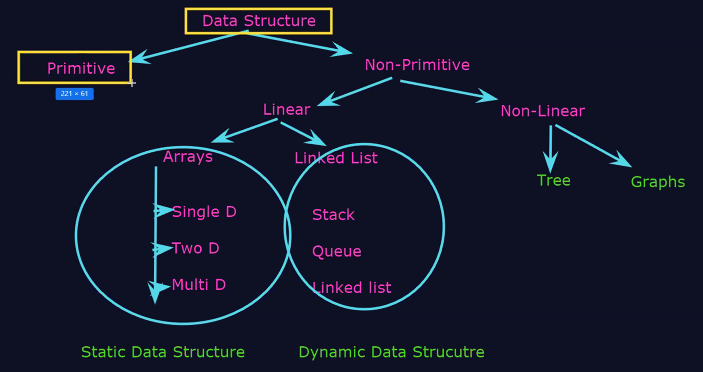 Data Structure
Primitive
Non-Primitive
221 × 61
Linear
Non-Linear
Arrays
Linked List
Tree
Graphs
Single D
Stack
Two D
Queue
Multi D
Linked list
Static Data Structure
Dynamic Data Strucutre